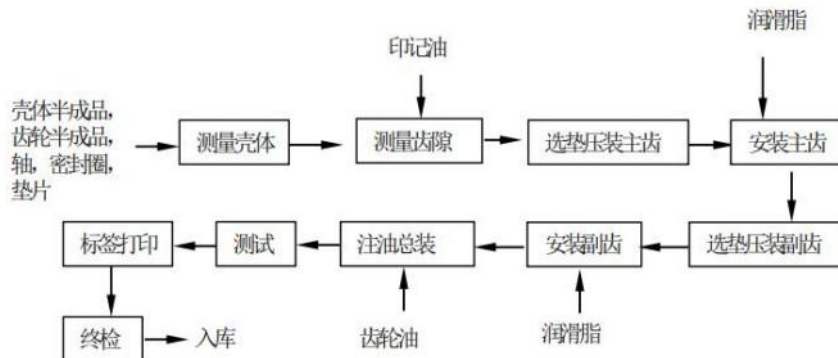 印记油
润滑脂
壳体半成品，
齿轮半成品，
轴，密封圈，
垫片
测量壳体
测量齿隙
选垫压装主齿
安装主齿
标签打印
测试
注油总装
安装副齿
选垫压装副齿
终检
入库
齿轮油
润滑脂